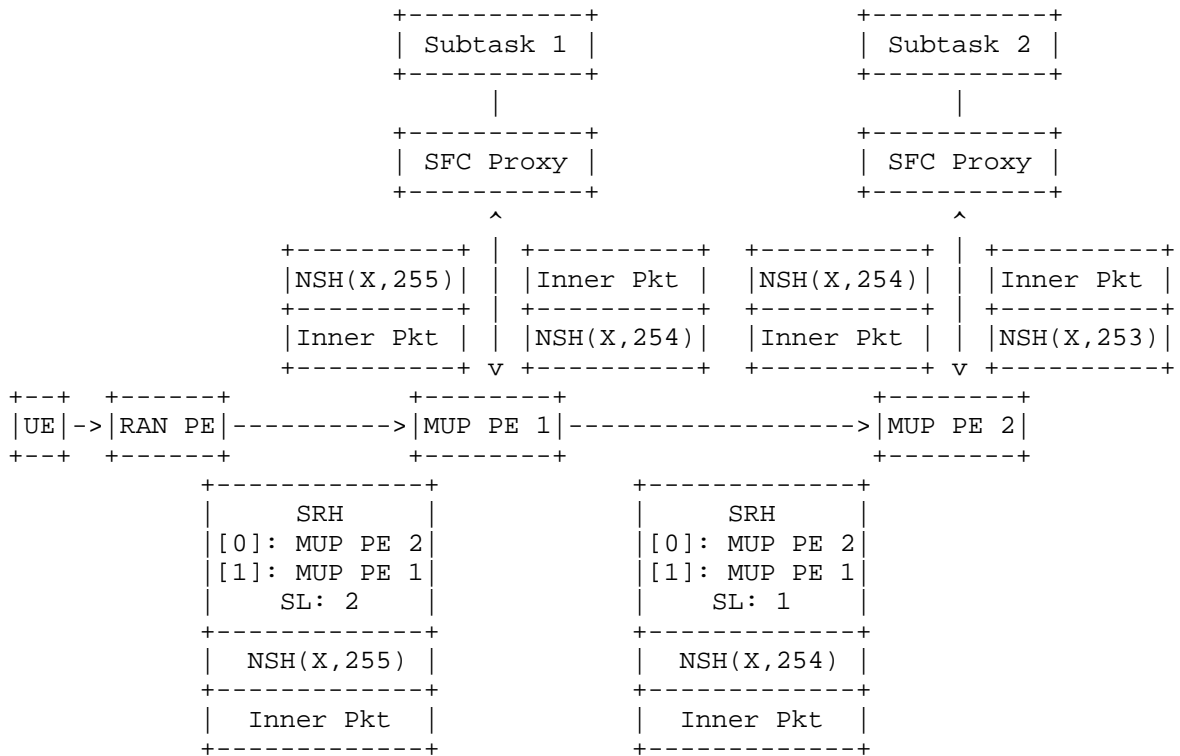 Subtask 1 Subtask 2
SFC Proxy SFC Proxy
NSH(X,255) Inner Pkt NSH(X,254) Inner Pkt
Inner Pkt NSH(X,254) Inner Pkt NSH(X,253)
UE -> RAN PE MUP PE 1 MUP PE 2
SRH SRH
[0]: MUP PE 2 [0]: MUP PE 2
[1]: MUP PE 1 [1]: MUP PE 1
SL: 2 SL: 1
NSH(X,255) NSH(X,254)
Inner Pkt Inner Pkt